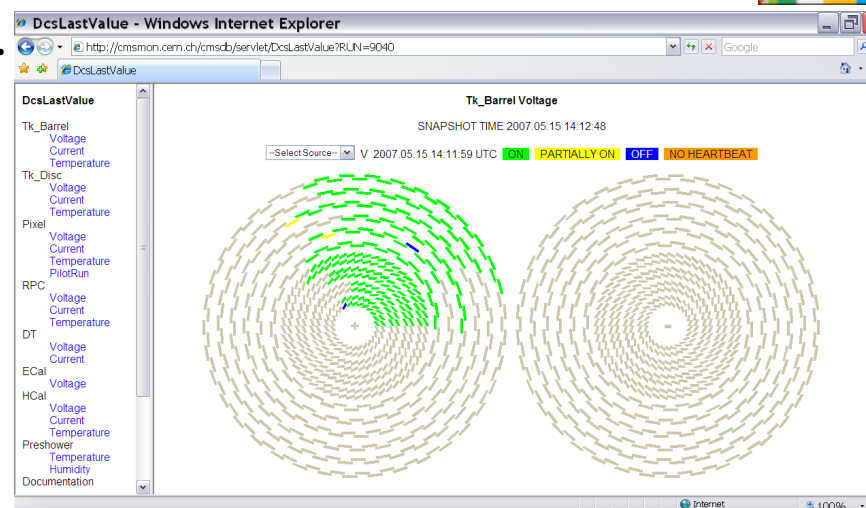 DcsLastValue - Windows Internet Explorer
http://cmsmon.cern.ch/cmsdb/servlet/DcsLastValue?RUN=9040
Google
DcsLastValue
DcsLastValue
Tk_Barrel
Voltage
Current
Temperature
Tk_Disc
Voltage
Current
Temperature
Pixel
Voltage
Current
Temperature
PilotRun
RPC
Voltage
Current
Temperature
DT
Voltage
Current
ECal
Voltage
HCal
Voltage
Current
Temperature
Preshower
Temperature
Humidity
Documentation
Tk_Barrel Voltage
SNAPSHOT TIME 2007.05.15 14:12:48
--Select Source-- V 2007.05.15 14:11:59 UTC ON PARTIALLY ON OFF NO HEARTBEAT
+ -
Internet 100%